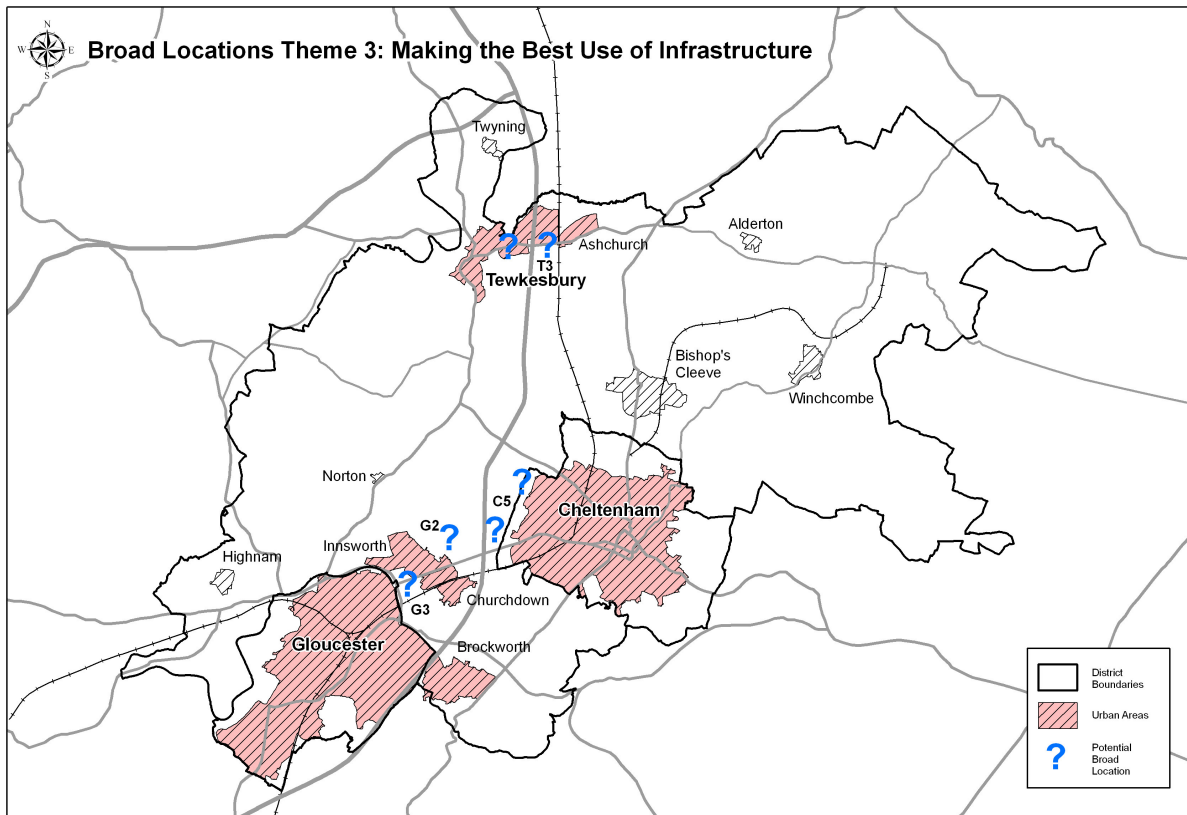 N
W
E
S
Broad Locations Theme 3: Making the Best Use of Infrastructure
Twyning
Alderton
Ashchurch
T3
Tewkesbury
Bishop's
Cleeve
Winchcombe
Norton
C5
Cheltenham
G2
Innsworth
Highnam
Churchdown
G3
Gloucester
Brockworth
District
Boundaries
Urban Areas
Potential
Broad
Location
?
?
?
?
?
?
?